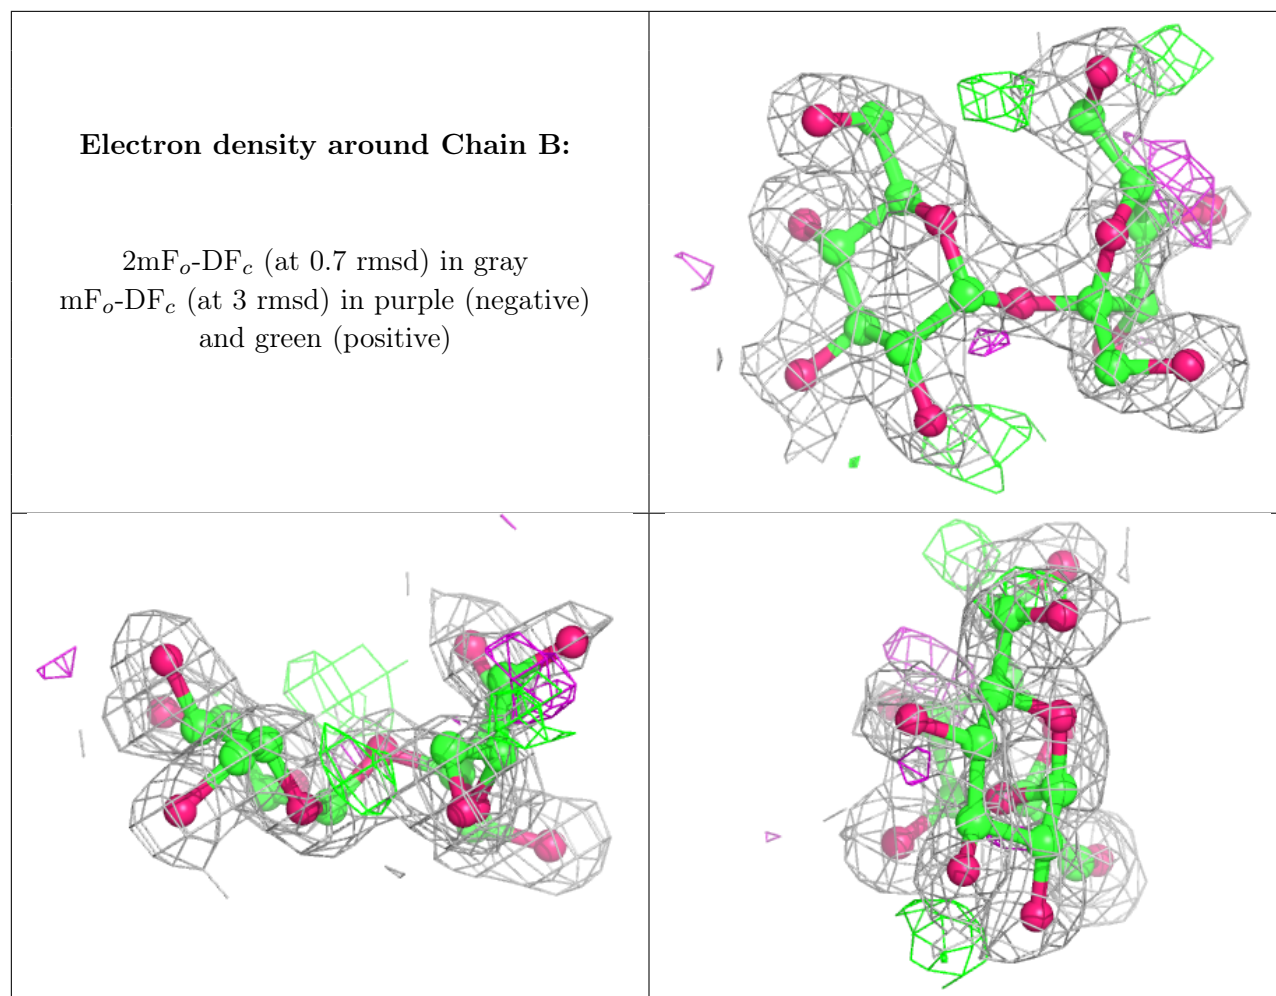 Electron density around Chain B:
2mFₒ-DF𝒸 (at 0.7 rmsd) in gray
mFₒ-DF𝒸 (at 3 rmsd) in purple (negative)
and green (positive)